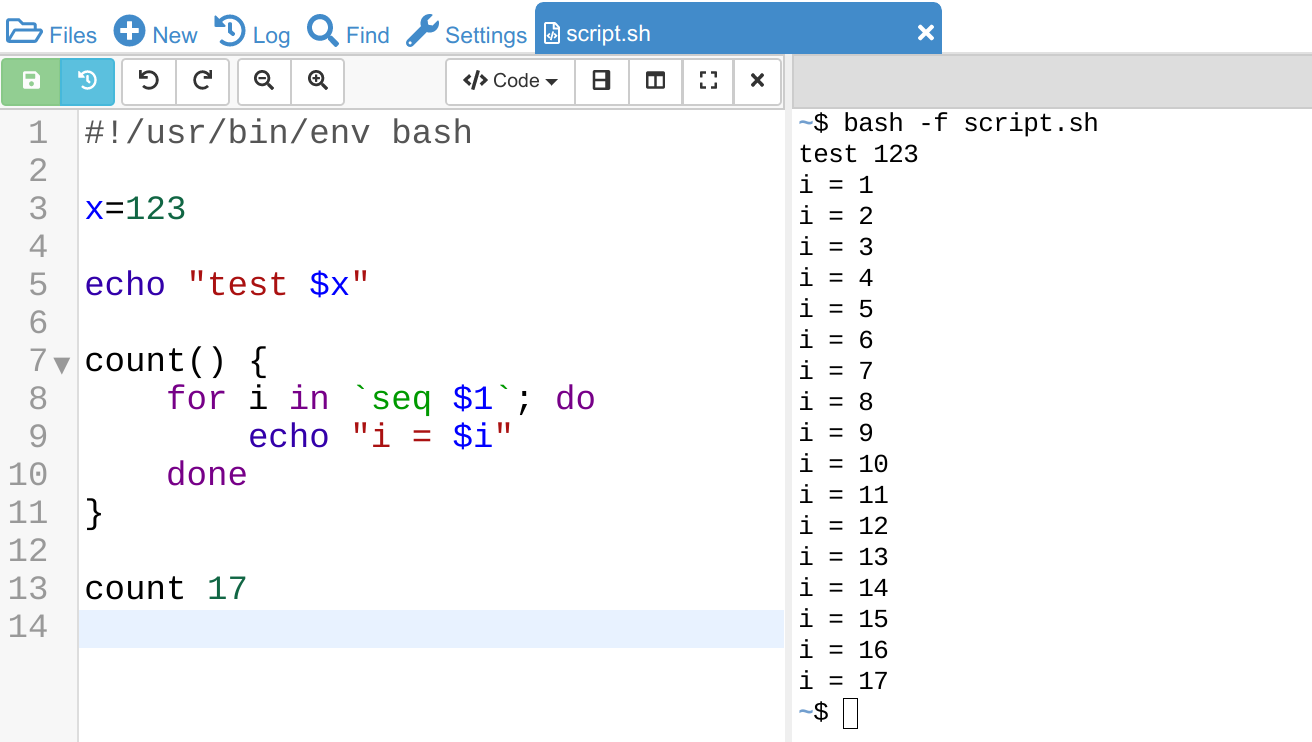 Files New Log Find Settings script.sh
Code
1 #!/usr/bin/env bash
2
3 x=123
4
5 echo "test $x"
6
7 count() {
8     for i in `seq $1`; do
9         echo "i = $i"
10     done
11 }
12
13 count 17
14
~$ bash -f script.sh
test 123
i = 1
i = 2
i = 3
i = 4
i = 5
i = 6
i = 7
i = 8
i = 9
i = 10
i = 11
i = 12
i = 13
i = 14
i = 15
i = 16
i = 17
~$